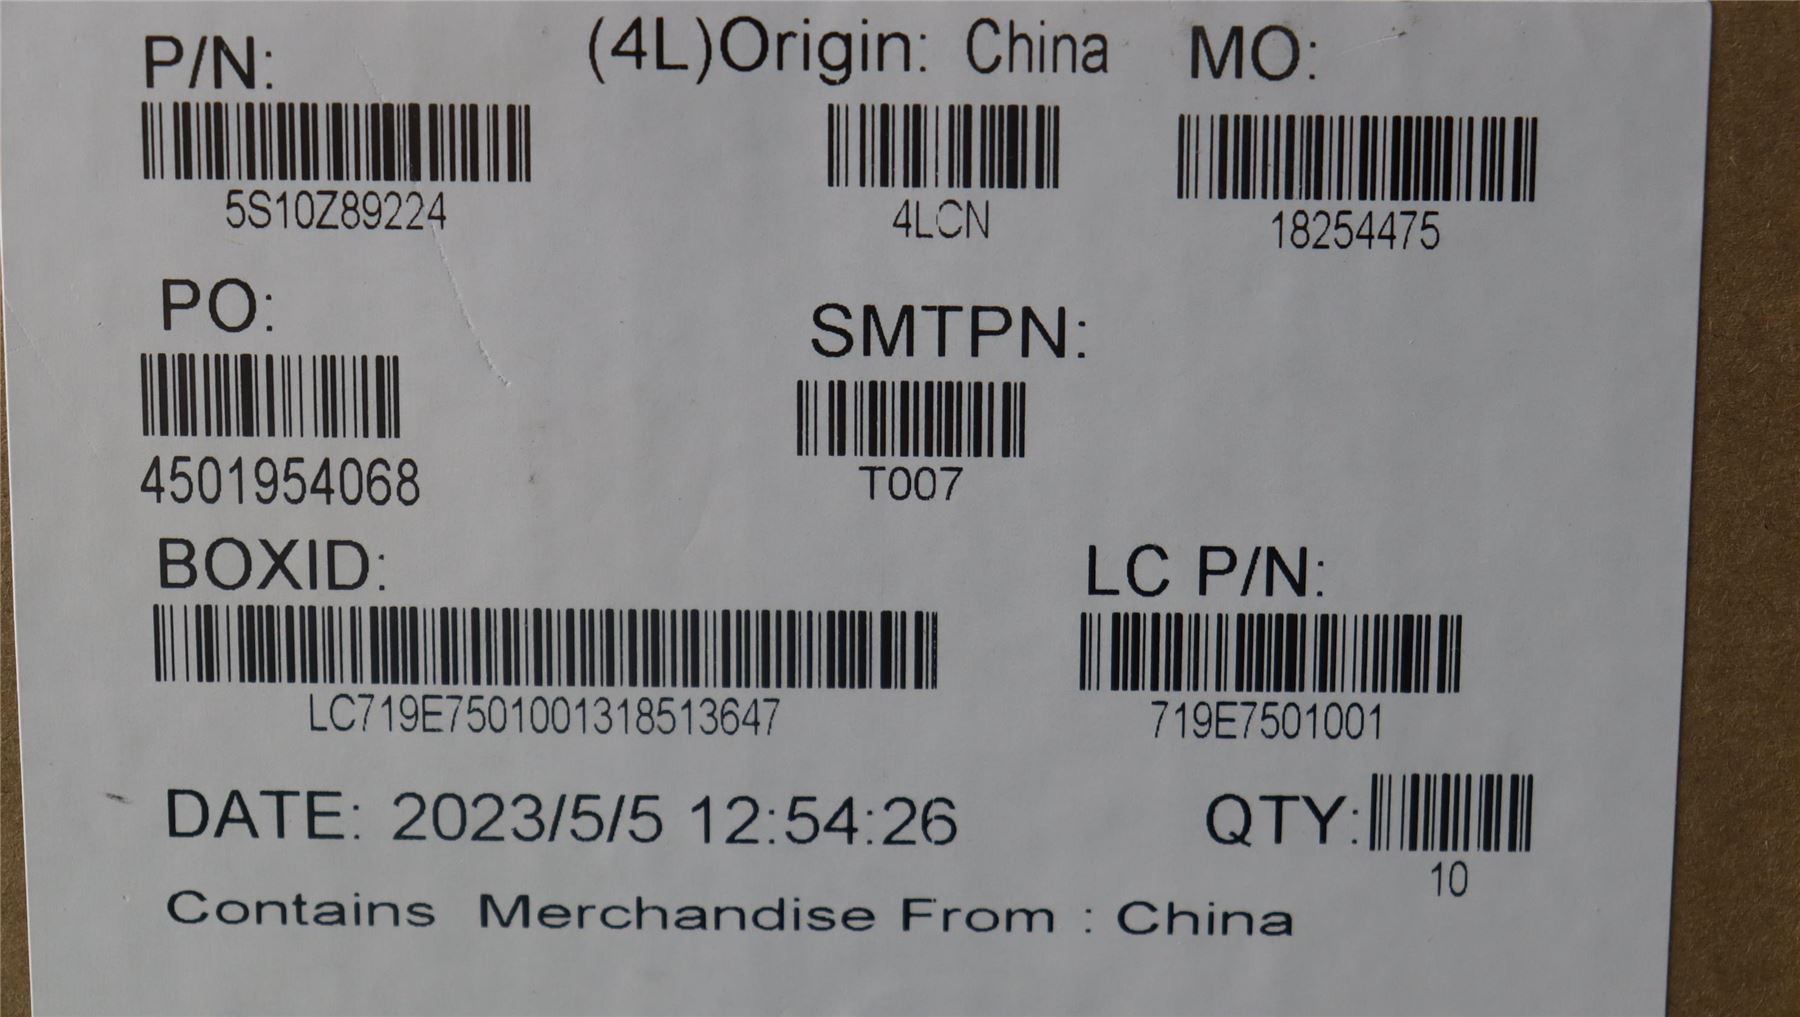 P/N: (4L)Origin: China MO:
5S10Z89224 4LCN 18254475
PO: SMTPN:
4501954068 T007
BOXID: LC P/N:
LC719E7501001318513647 719E7501001
DATE: 2023/5/5 12:54:26 QTY:
10
Contains Merchandise From : China